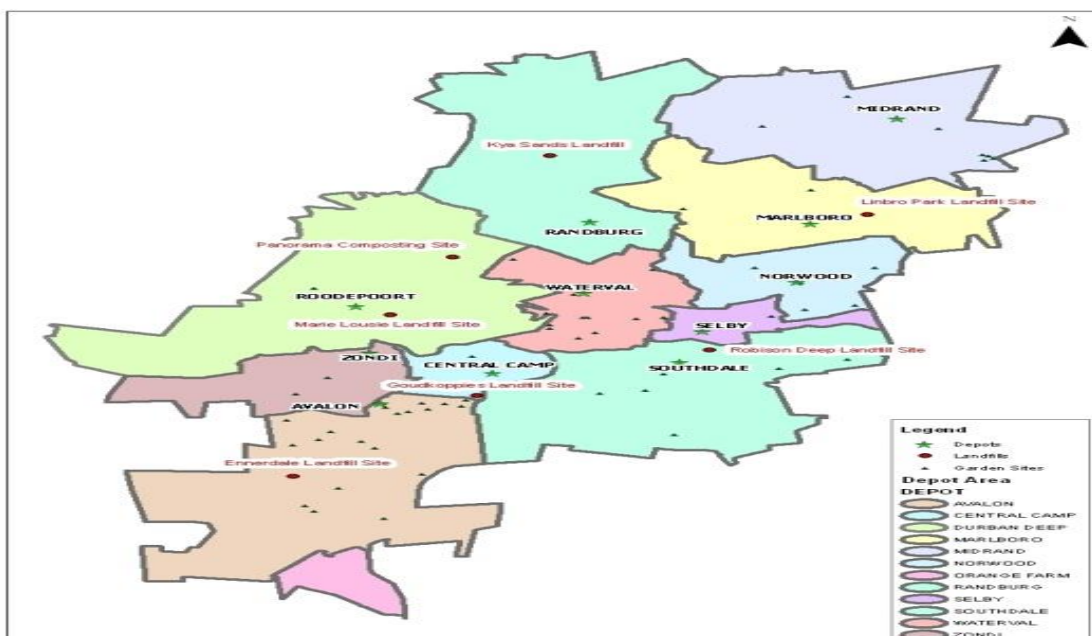 Z
MIDRAND
Kya Sands Landfill
Linbro Park Landfill Site
MARLBORO
RANDBURG
Panorama Composting Site
NORWOOD
WATERVAL
ROODEPOORT
Marie Lousie Landfill Site
SELBY
Robison Deep Landfill Site
ZONDI
CENTRAL CAMP
SOUTHDALE
Goudkoppies Landfill Site
AVALON
Ennerdale Landfill Site
Legend
Depots
Landfills
Garden Sites
Depot Area
DEPOT
AVALON
CENTRAL CAMP
DURBAN DEEP
MARLBORO
MIDRAND
NORWOOD
ORANGE FARM
RANDBURG
SELBY
SOUTHDALE
WATERVAL
ZONDI